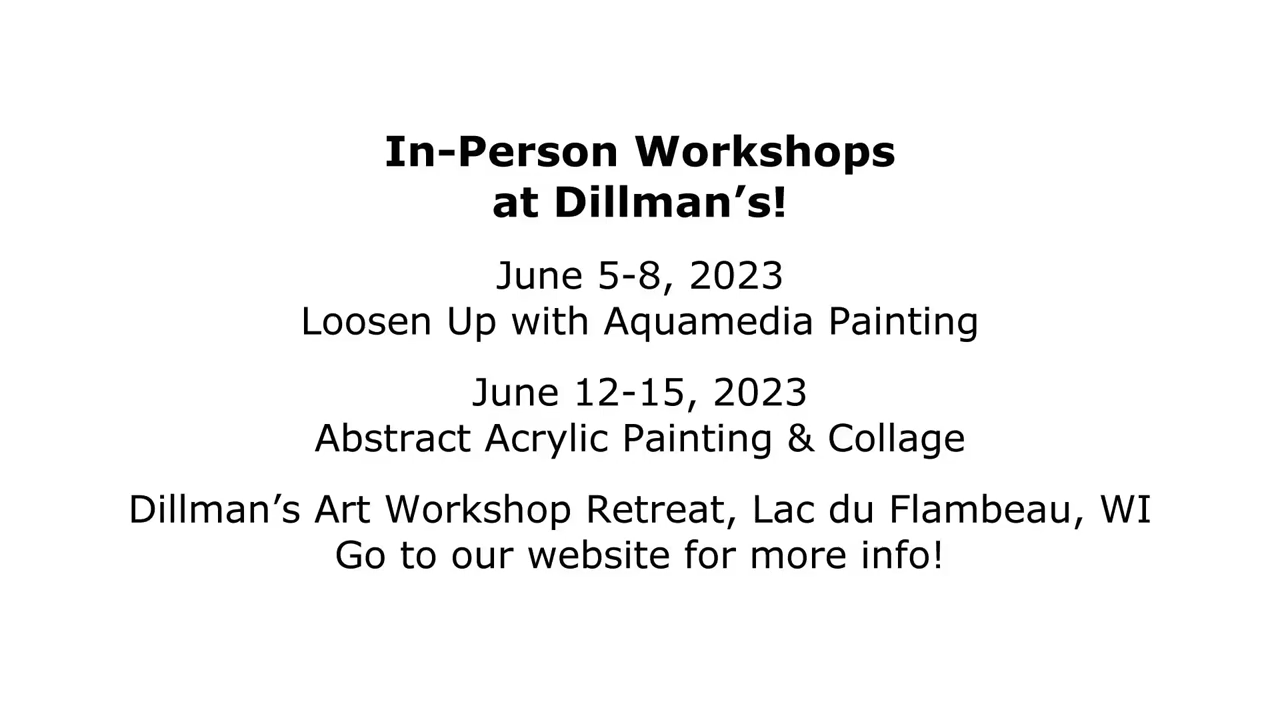 In-Person Workshops
at Dillman’s!
June 5-8, 2023
Loosen Up with Aquamedia Painting
June 12-15, 2023
Abstract Acrylic Painting & Collage
Dillman’s Art Workshop Retreat, Lac du Flambeau, WI
Go to our website for more info!